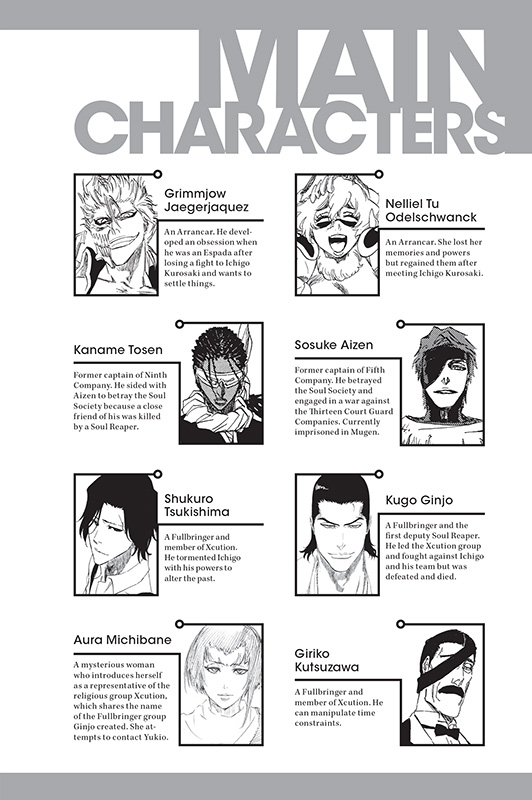 MAIN
CHARACTERS
Grimmjow
Jaegerjaquez
An Arrancar. He devel-
oped an obsession when
he was an Espada after
losing a fight to Ichigo
Kurosaki and wants to
settle things.
Nelliel Tu
Odelschwanck
An Arrancar. She lost her
memories and powers
but regained them after
meeting Ichigo Kurosaki.
Kaname Tosen
Former captain of Ninth
Company. He sided with
Aizen to betray the Soul
Society because a close
friend of his was killed
by a Soul Reaper.
Sosuke Aizen
Former captain of Fifth
Company. He betrayed
the Soul Society and
engaged in a war against
the Thirteen Court Guard
Companies. Currently
imprisoned in Mugen.
Shukuro
Tsukishima
A Fullbringer and
member of Xcution.
He tormented Ichigo
with his powers to
alter the past.
Kugo Ginjo
A Fullbringer and the
first deputy Soul Reaper.
He led the Xcution group
and fought against Ichigo
and his team but was
defeated and died.
Aura Michibane
A mysterious woman
who introduces herself
as a representative of the
religious group Xcution,
which shares the name
of the Fullbringer group
Ginjo created. She at-
tempts to contact Yukio.
Giriko
Kutsuzawa
A Fullbringer and
member of Xcution. He
can manipulate time
constraints.